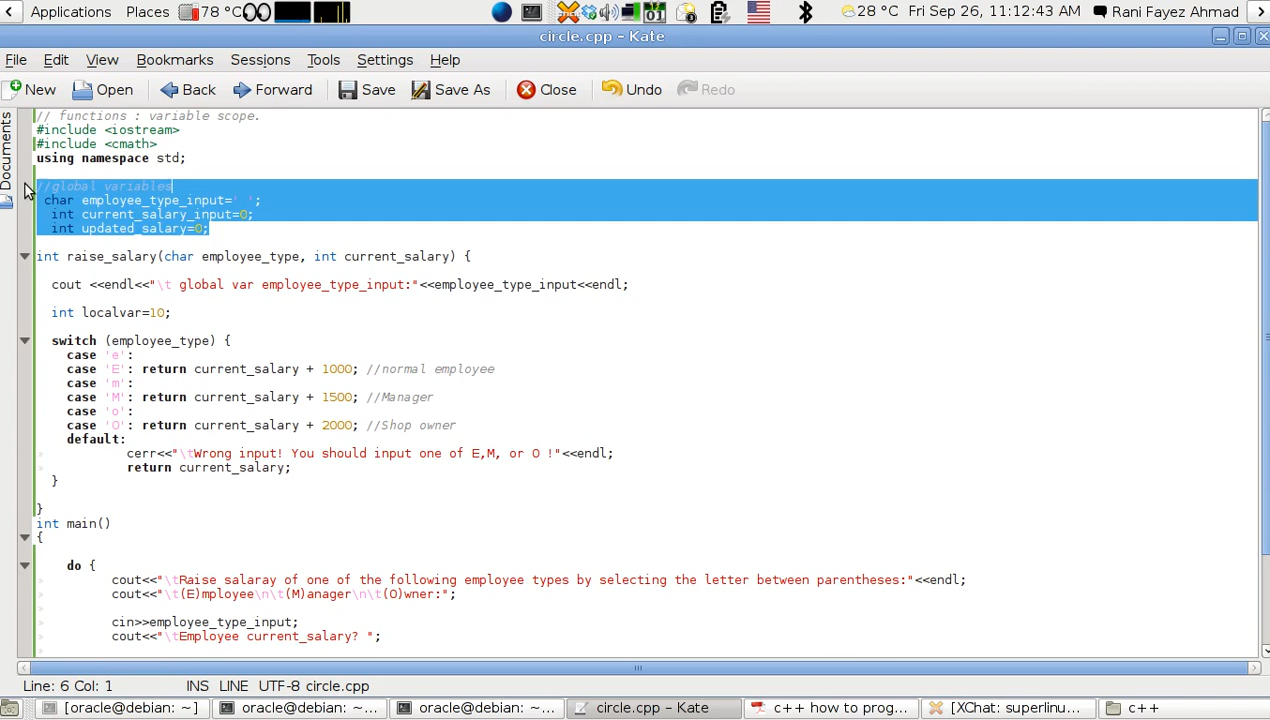 Applications Places 78 °C 01 28 °C Fri Sep 26, 11:12:43 AM Rani Fayez Ahmad
circle.cpp – Kate
File Edit View Bookmarks Sessions Tools Settings Help
New Open Back Forward Save Save As Close Undo Redo
Documents
// functions : variable scope.
#include <iostream>
#include <cmath>
using namespace std;
//global variables
char employee_type_input=' ';
int current_salary_input=0;
int updated_salary=0;
int raise_salary(char employee_type, int current_salary) {
cout <<endl<<"\t global var employee_type_input:"<<employee_type_input<<endl;
int localvar=10;
switch (employee_type) {
case 'e':
case 'E': return current_salary + 1000; //normal employee
case 'm':
case 'M': return current_salary + 1500; //Manager
case 'o':
case 'O': return current_salary + 2000; //Shop owner
default:
cerr<<"\tWrong input! You should input one of E,M, or O !"<<endl;
return current_salary;
}
}
int main()
{
do {
cout<<"\tRaise salaray of one of the following employee types by selecting the letter between parentheses:"<<endl;
cout<<"\t(E)mployee\n\t(M)anager\n\t(O)wner:";
cin>>employee_type_input;
cout<<"\tEmployee current_salary? ";
Line: 6 Col: 1 INS LINE UTF-8 circle.cpp
[oracle@debian: ~] oracle@debian: ~... oracle@debian: ~... circle.cpp – Kate c++ how to prog... [XChat: superlinu... c++